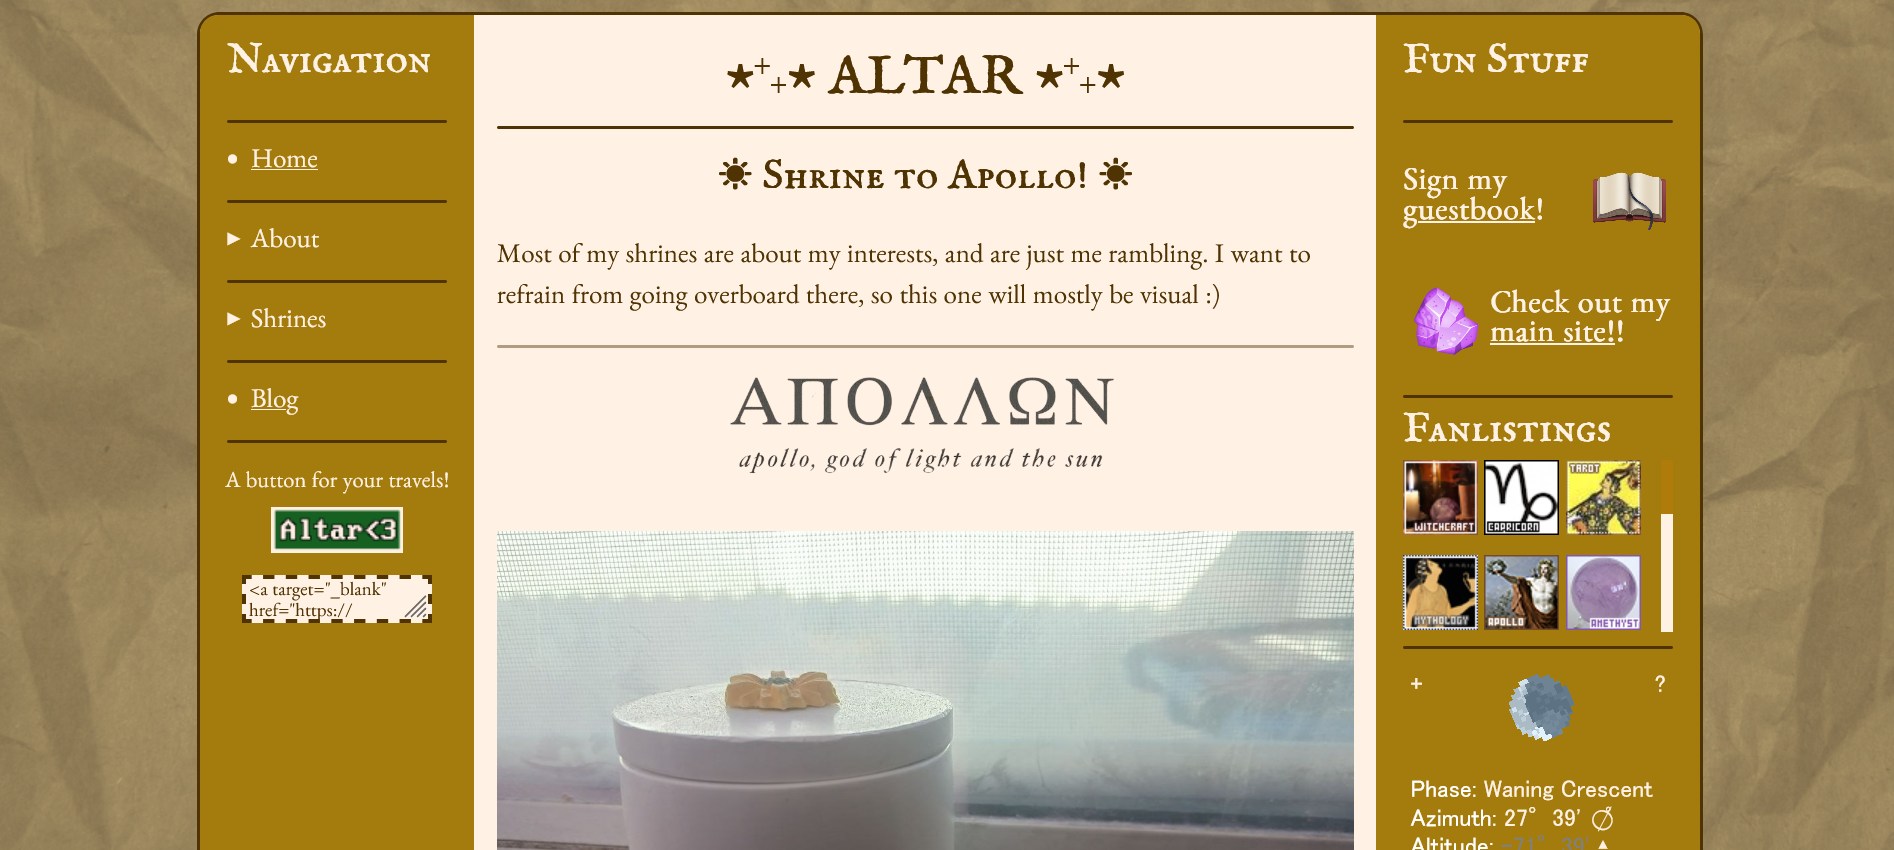 Navigation
Home
About
Shrines
Blog
A button for your travels!
Altar<3
<a target="_blank"
href="https://
⋆⁺₊⋆ ALTAR ⋆⁺₊⋆
☀ Shrine to Apollo! ☀
Most of my shrines are about my interests, and are just me rambling. I want to
refrain from going overboard there, so this one will mostly be visual :)
ΑΠΟΛΛΩΝ
apollo, god of light and the sun
Fun Stuff
Sign my
guestbook!
Check out my
main site!!
Fanlistings
WITCHCRAFT
CAPRICORN
TAROT
MYTHOLOGY
APOLLO
AMETHYST
+ ?
Phase: Waning Crescent
Azimuth: 27° 39'
Altitude: -71° 39' ▲